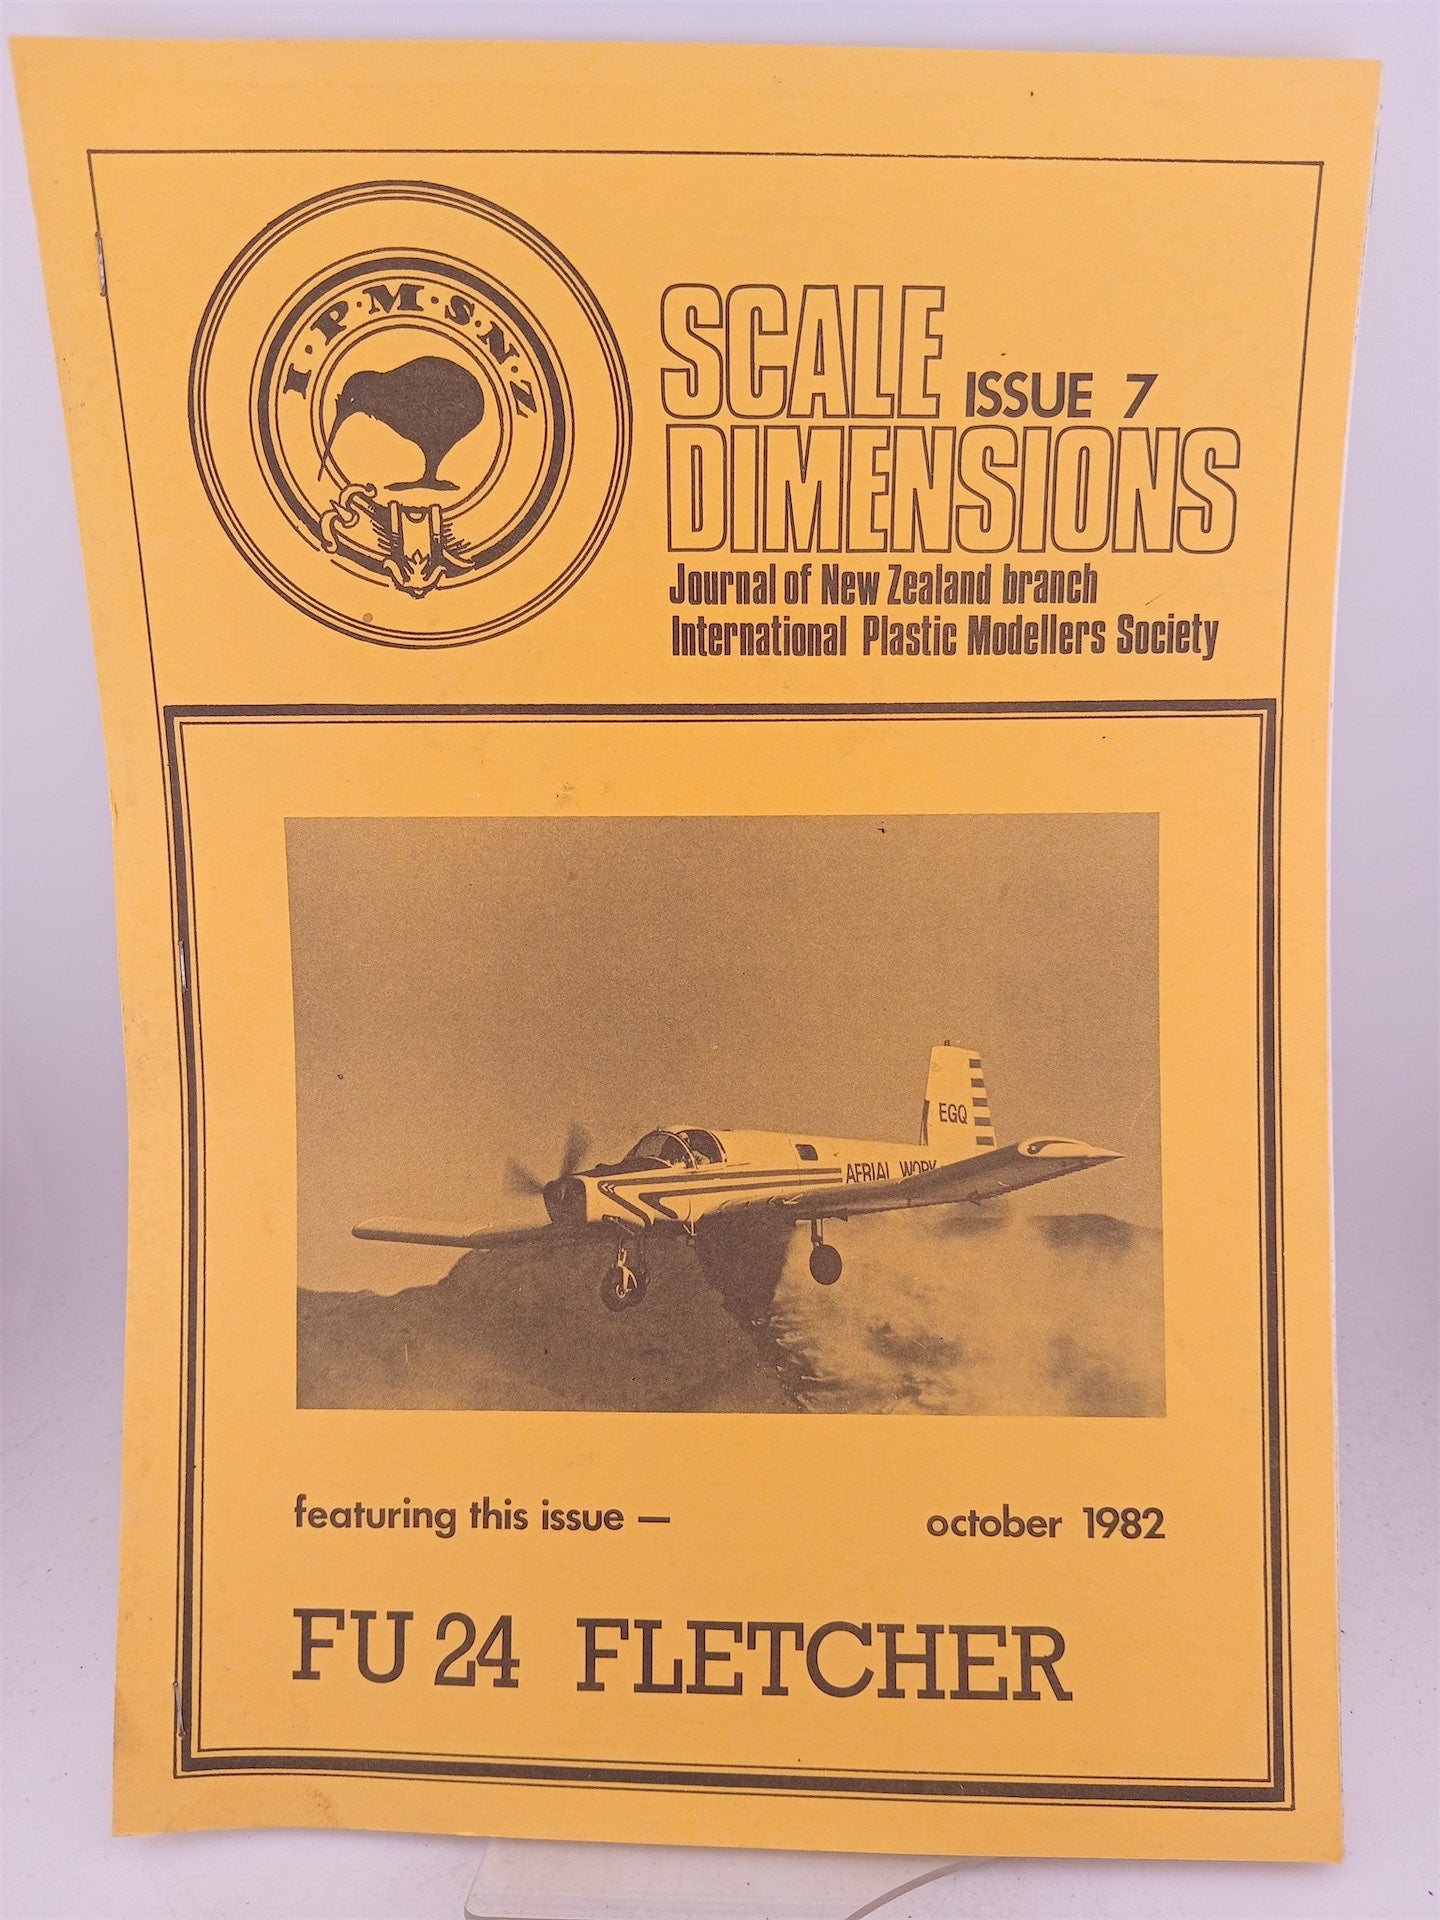 I·P·M·S·N·Z
SCALE
ISSUE 7
DIMENSIONS
Journal of New Zealand branch
International Plastic Modellers Society
EGQ
AERIAL WORK
featuring this issue —
october 1982
FU 24 FLETCHER